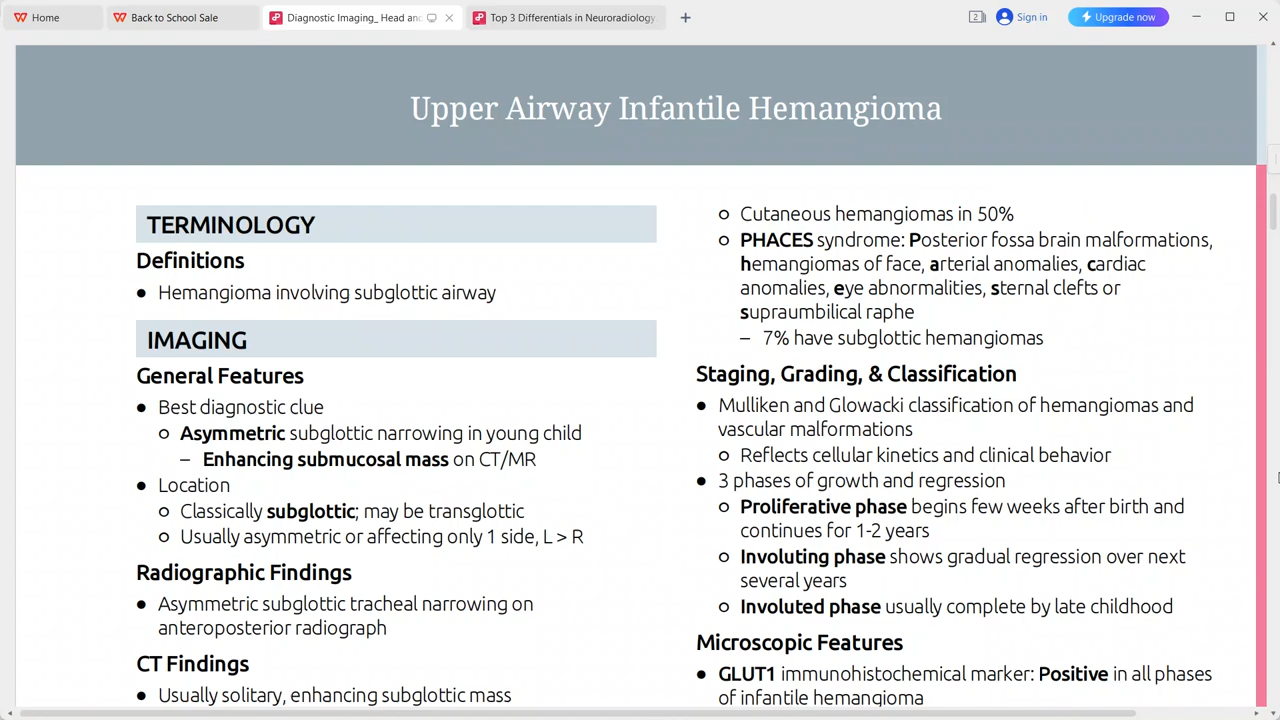 Home
Back to School Sale
Diagnostic Imaging_ Head and
Top 3 Differentials in Neuroradiology
2
Sign in
Upgrade now
Upper Airway Infantile Hemangioma
TERMINOLOGY
Definitions
● Hemangioma involving subglottic airway
IMAGING
General Features
● Best diagnostic clue
○ Asymmetric subglottic narrowing in young child
– Enhancing submucosal mass on CT/MR
● Location
○ Classically subglottic; may be transglottic
○ Usually asymmetric or affecting only 1 side, L > R
Radiographic Findings
● Asymmetric subglottic tracheal narrowing on
anteroposterior radiograph
CT Findings
● Usually solitary, enhancing subglottic mass
○ Cutaneous hemangiomas in 50%
○ PHACES syndrome: Posterior fossa brain malformations,
hemangiomas of face, arterial anomalies, cardiac
anomalies, eye abnormalities, sternal clefts or
supraumbilical raphe
– 7% have subglottic hemangiomas
Staging, Grading, & Classification
● Mulliken and Glowacki classification of hemangiomas and
vascular malformations
○ Reflects cellular kinetics and clinical behavior
● 3 phases of growth and regression
○ Proliferative phase begins few weeks after birth and
continues for 1-2 years
○ Involuting phase shows gradual regression over next
several years
○ Involuted phase usually complete by late childhood
Microscopic Features
● GLUT1 immunohistochemical marker: Positive in all phases
of infantile hemangioma